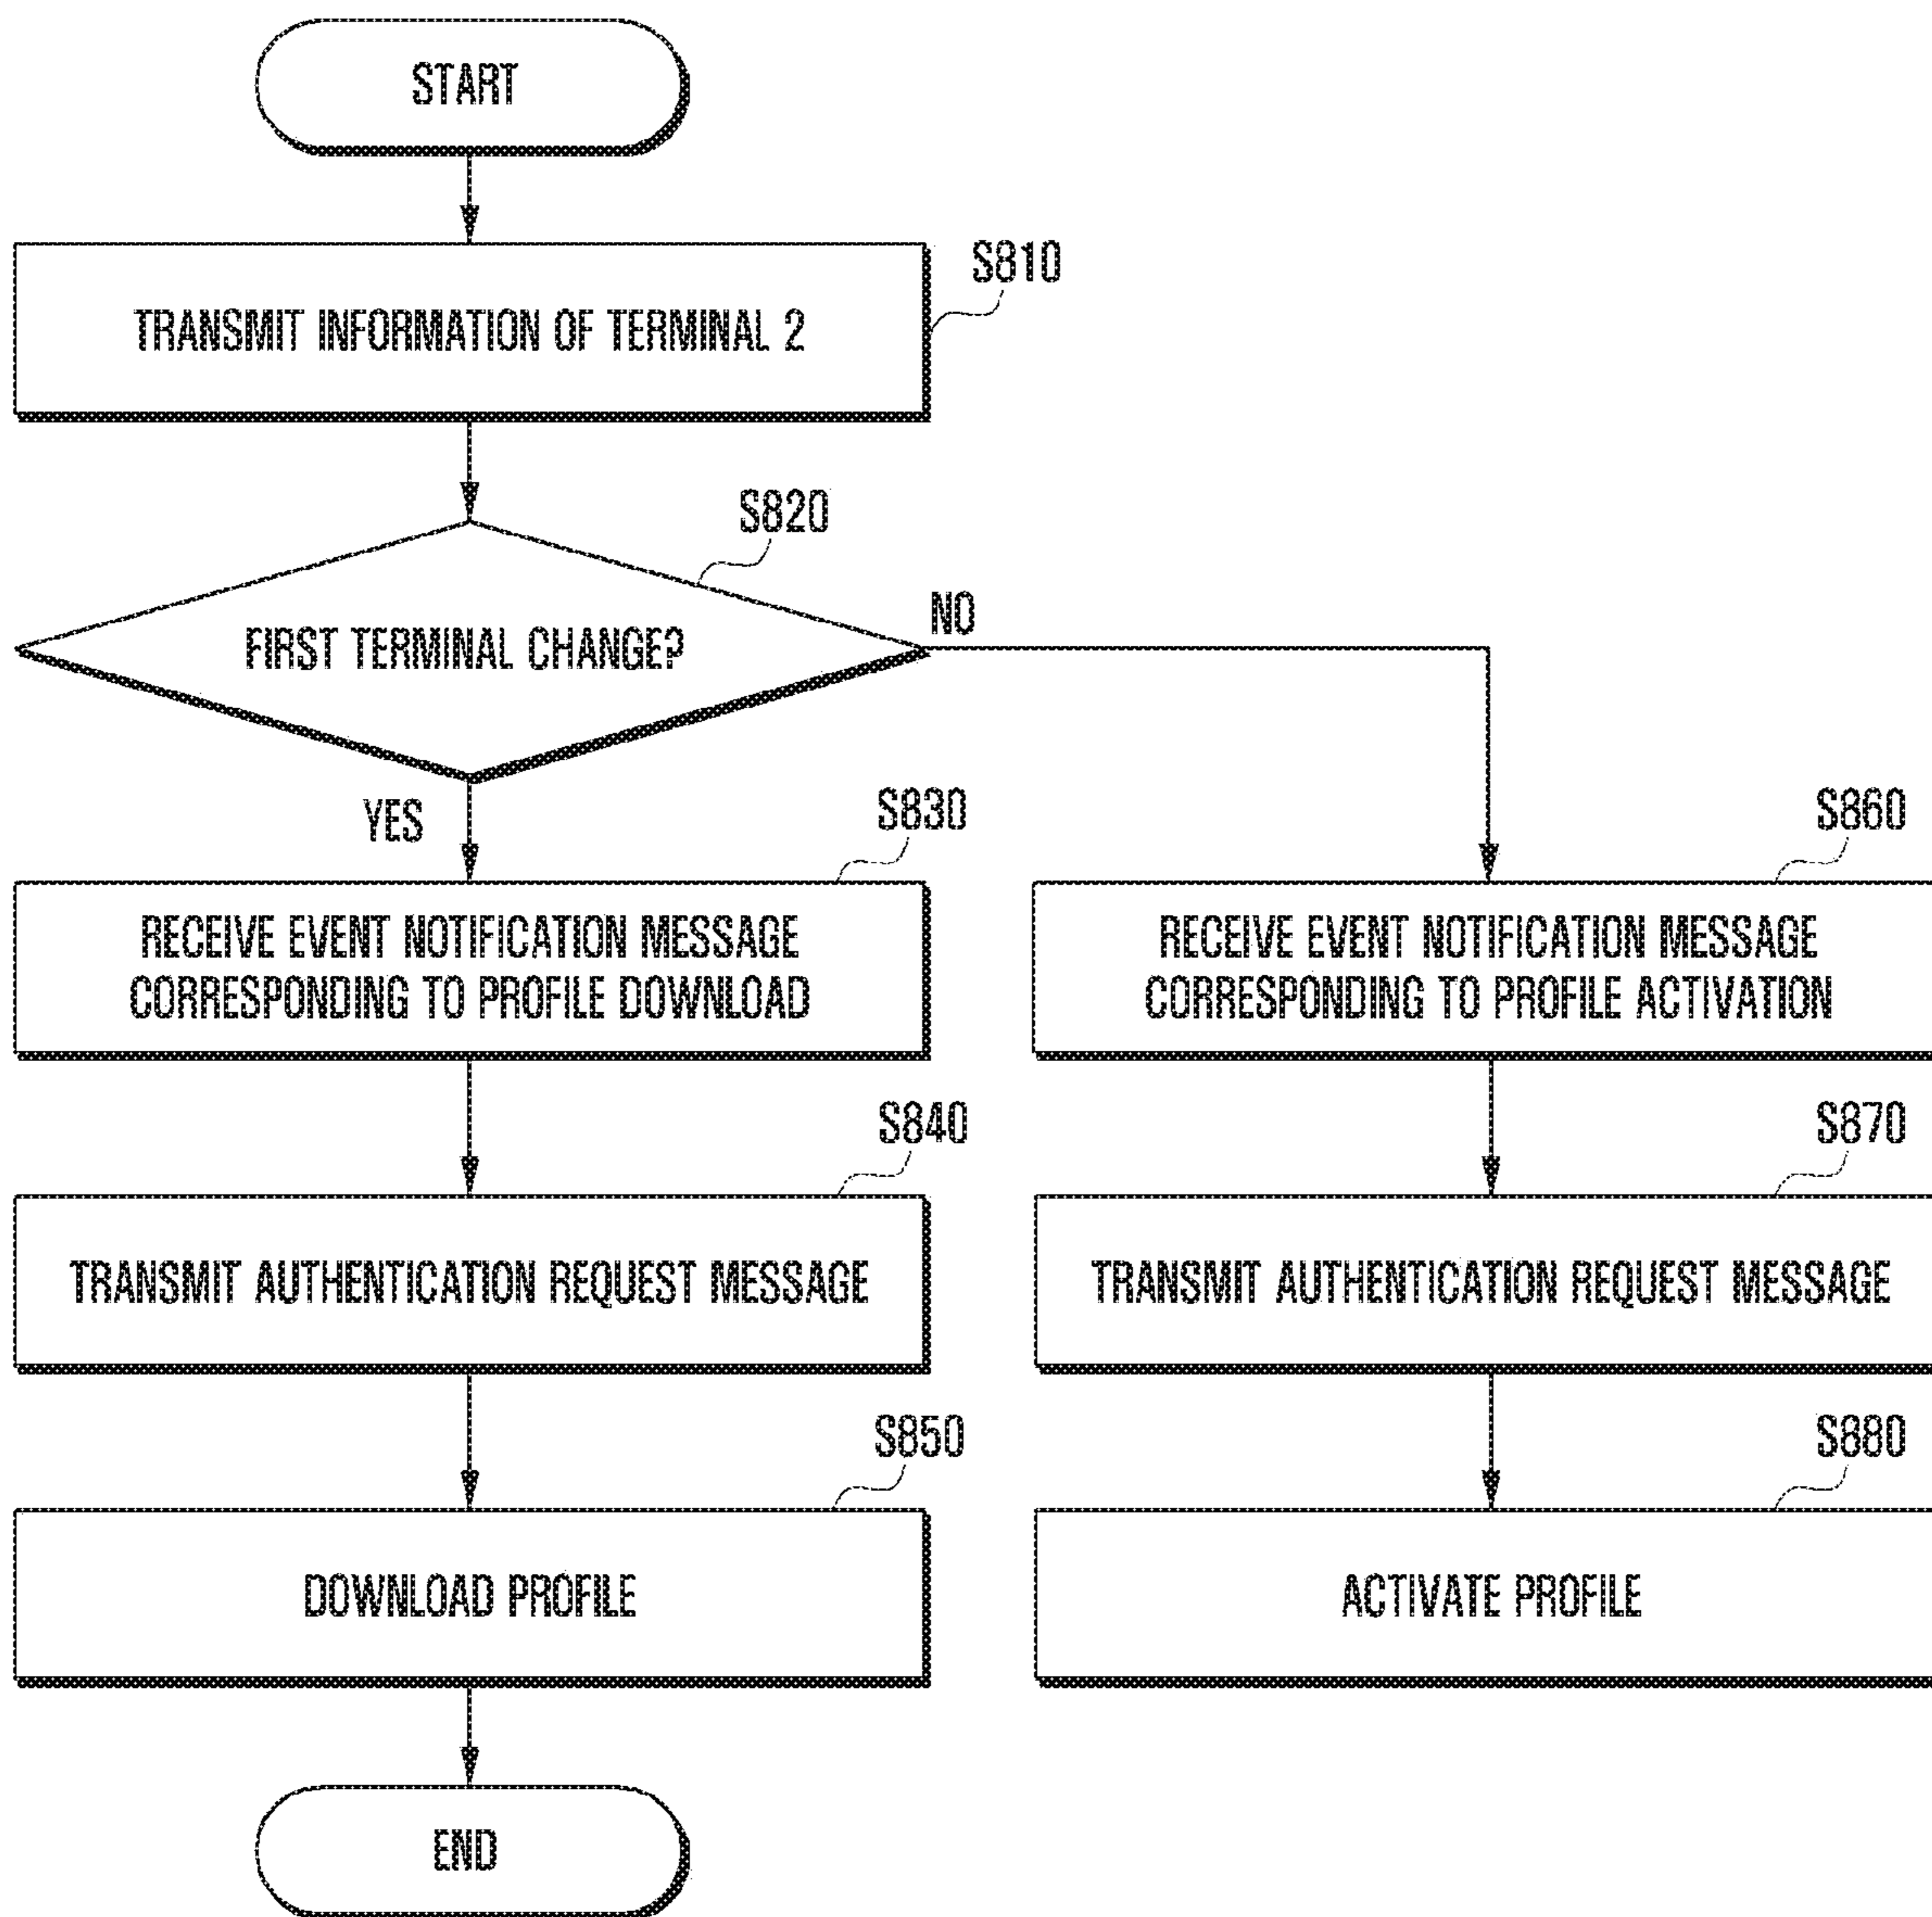 START
S810
TRANSMIT INFORMATION OF TERMINAL 2
S820
FIRST TERMINAL CHANGE?
NO
YES
S830
RECEIVE EVENT NOTIFICATION MESSAGE
CORRESPONDING TO PROFILE DOWNLOAD
S840
TRANSMIT AUTHENTICATION REQUEST MESSAGE
S850
DOWNLOAD PROFILE
END
S860
RECEIVE EVENT NOTIFICATION MESSAGE
CORRESPONDING TO PROFILE ACTIVATION
S870
TRANSMIT AUTHENTICATION REQUEST MESSAGE
S880
ACTIVATE PROFILE